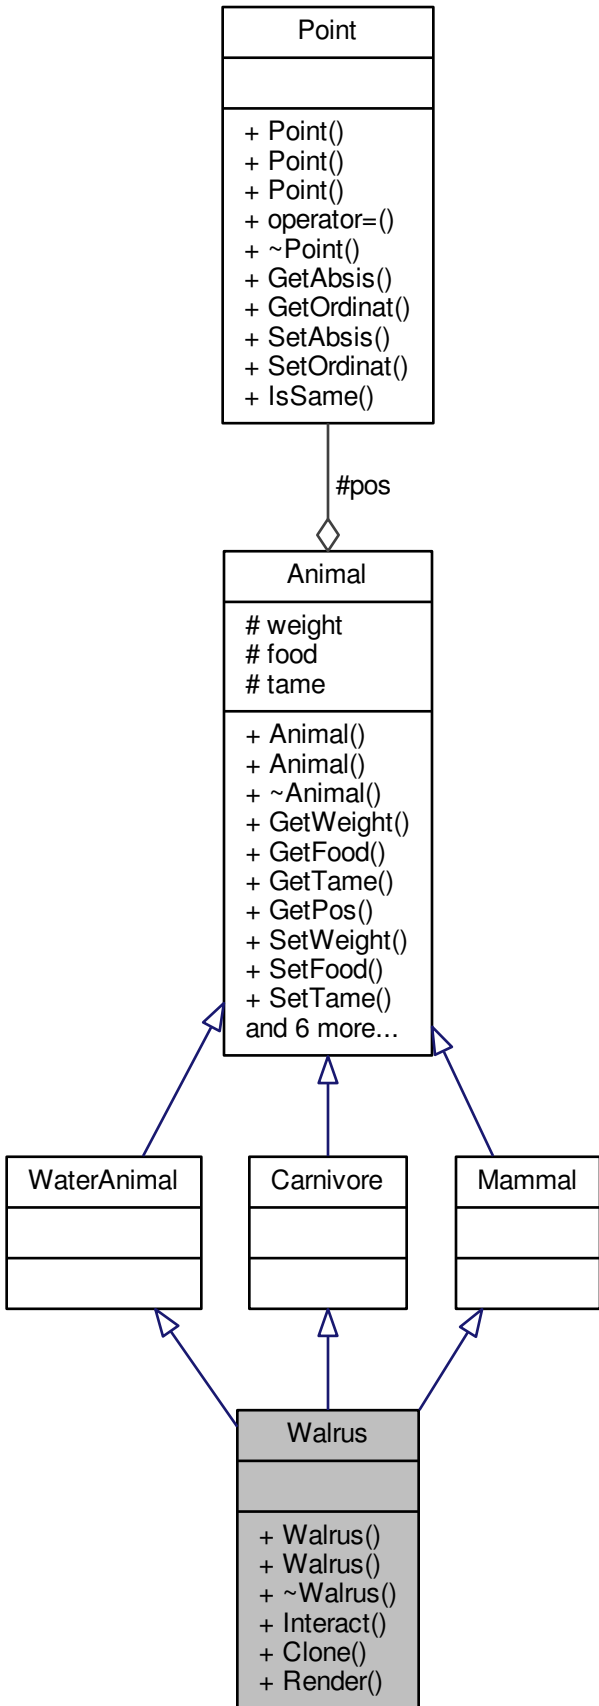 Point
+ Point()
+ Point()
+ Point()
+ operator=()
+ ~Point()
+ GetAbsis()
+ GetOrdinat()
+ SetAbsis()
+ SetOrdinat()
+ IsSame()
#pos
Animal
# weight
# food
# tame
+ Animal()
+ Animal()
+ ~Animal()
+ GetWeight()
+ GetFood()
+ GetTame()
+ GetPos()
+ SetWeight()
+ SetFood()
+ SetTame()
and 6 more...
WaterAnimal
Carnivore
Mammal
Walrus
+ Walrus()
+ Walrus()
+ ~Walrus()
+ Interact()
+ Clone()
+ Render()